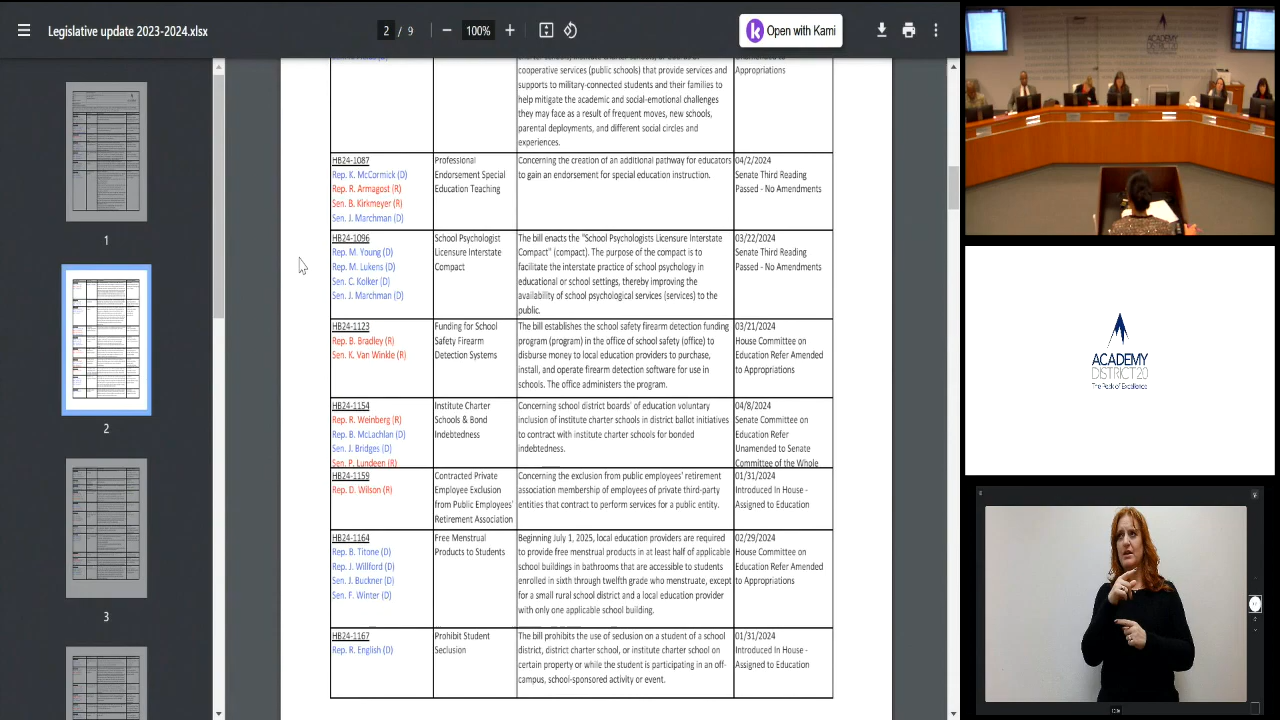 Legislative update 2023-2024.xlsx
2 / 9
100%
Open with Kami
1
2
3
cooperative services (public schools) that provide services and
supports to military-connected students and their families to
help mitigate the academic and social-emotional challenges
they may face as a result of frequent moves, new schools,
parental deployments, and different social circles and
experiences.
Appropriations
HB24-1087
Rep. K. McCormick (D)
Rep. R. Armagost (R)
Sen. B. Kirkmeyer (R)
Sen. J. Marchman (D)
Professional
Endorsement Special
Education Teaching
Concerning the creation of an additional pathway for educators
to gain an endorsement for special education instruction.
04/2/2024
Senate Third Reading
Passed - No Amendments
HB24-1096
Rep. M. Young (D)
Rep. M. Lukens (D)
Sen. C. Kolker (D)
Sen. J. Marchman (D)
School Psychologist
Licensure Interstate
Compact
The bill enacts the "School Psychologists Licensure Interstate
Compact" (compact). The purpose of the compact is to
facilitate the interstate practice of school psychology in
educational or school settings, thereby improving the
availability of school psychological services (services) to the
public.
03/22/2024
Senate Third Reading
Passed - No Amendments
HB24-1123
Rep. B. Bradley (R)
Sen. K. Van Winkle (R)
Funding for School
Safety Firearm
Detection Systems
The bill establishes the school safety firearm detection funding
program (program) in the office of school safety (office) to
disburse money to local education providers to purchase,
install, and operate firearm detection software for use in
schools. The office administers the program.
03/21/2024
House Committee on
Education Refer Amended
to Appropriations
HB24-1154
Rep. R. Weinberg (R)
Rep. B. McLachlan (D)
Sen. J. Bridges (D)
Sen. P. Lundeen (R)
Institute Charter
Schools & Bond
Indebtedness
Concerning school district boards' of education voluntary
inclusion of institute charter schools in district ballot initiatives
to contract with institute charter schools for bonded
indebtedness.
04/8/2024
Senate Committee on
Education Refer
Unamended to Senate
Committee of the Whole
HB24-1159
Rep. D. Wilson (R)
Contracted Private
Employee Exclusion
from Public Employees'
Retirement Association
Concerning the exclusion from public employees' retirement
association membership of employees of private third-party
entities that contract to perform services for a public entity.
01/31/2024
Introduced In House -
Assigned to Education
HB24-1164
Rep. B. Titone (D)
Rep. J. Willford (D)
Sen. J. Buckner (D)
Sen. F. Winter (D)
Free Menstrual
Products to Students
Beginning July 1, 2025, local education providers are required
to provide free menstrual products in at least half of applicable
school buildings in bathrooms that are accessible to students
enrolled in sixth through twelfth grade who menstruate, except
for a small rural school district and a local education provider
with only one applicable school building.
02/29/2024
House Committee on
Education Refer Amended
to Appropriations
HB24-1167
Rep. R. English (D)
Prohibit Student
Seclusion
The bill prohibits the use of seclusion on a student of a school
district, district charter school, or institute charter school on
certain property or while the student is participating in an off-
campus, school-sponsored activity or event.
01/31/2024
Introduced In House -
Assigned to Education
ACADEMY
DISTRICT 20
ACADEMY
DISTRICT 20
The Peak of Excellence